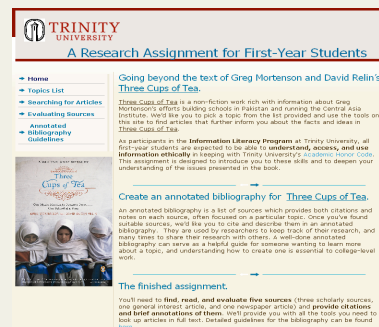 TRINITY
UNIVERSITY
A Research Assignment for First-Year Students
Home
Topics List
Searching for Articles
Evaluating Sources
Annotated
Bibliography
Guidelines
Three
Cups of Tea
Going beyond the text of Greg Mortenson and David Relin's
Three Cups of Tea.
Three Cups of Tea is a non-fiction work rich with information about Greg
Mortenson's efforts building schools in Pakistan and running the Central Asia
Institute. We'd like you to pick a topic from the list provided and use the tools on
this site to find articles that further inform you about the facts and ideas in
Three Cups of Tea.
As participants in the Information Literacy Program at Trinity University, all
first-year students are expected to be able to understand, access, and use
information ethically in keeping with Trinity University's Academic Honor Code.
This assignment is designed to introduce you to these skills and to deepen your
understanding of the issues presented in the book.
Create an annotated bibliography for Three Cups of Tea.
An annotated bibliography is a list of sources which provides both citations and
notes on each source, often focused on a particular topic. Once you've found
suitable sources, we'll ask you to cite and describe them in an annotated
bibliography. They are used by researchers to keep track of their research, and
many times to share their research with others. A well-done annotated
bibliography can serve as a helpful guide for someone wanting to learn more
about a topic, and understanding how to create one is essential to college-level
work.
The finished assignment.
You'll need to find, read, and evaluate five sources (three scholarly sources,
one general interest article, and one newspaper article) and provide citations
and brief annotations of them. We'll provide you with all the tools you need to
look up articles in full text. Detailed guidelines for the bibliography can be found
here.